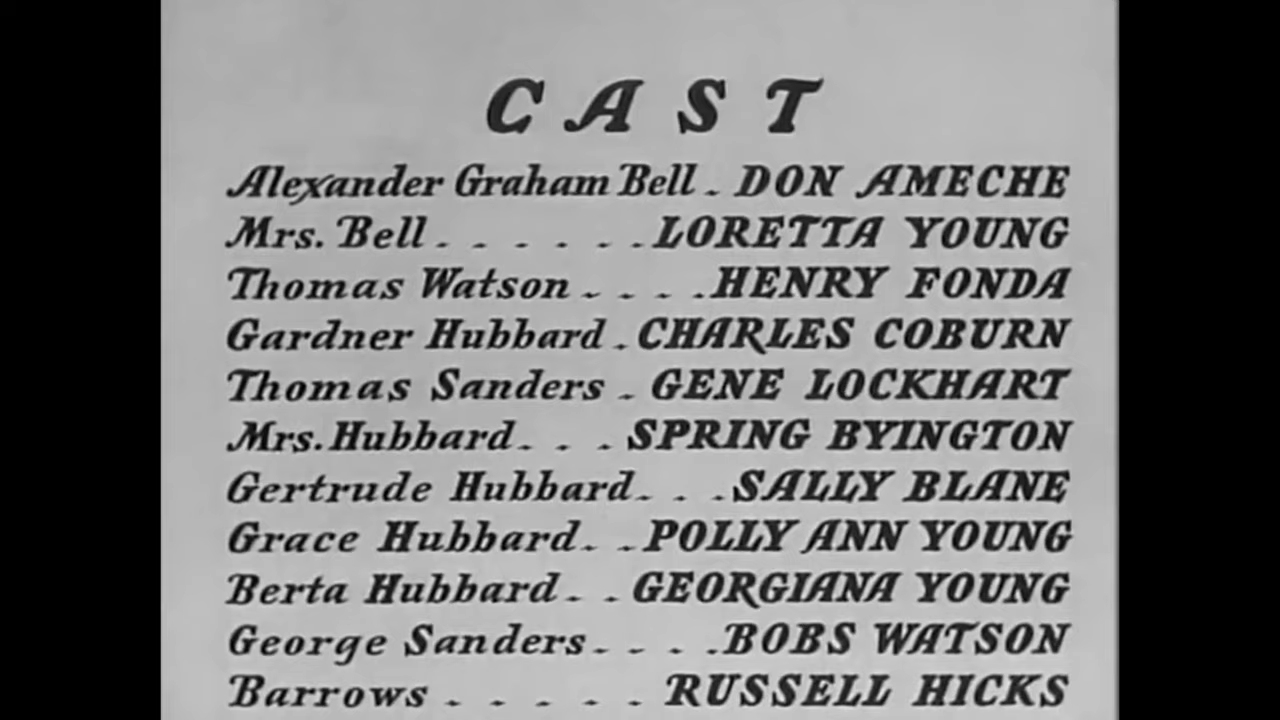 CAST
Alexander Graham Bell . DON AMECHE
Mrs. Bell . . . . . . LORETTA YOUNG
Thomas Watson . . . . HENRY FONDA
Gardner Hubbard . CHARLES COBURN
Thomas Sanders . GENE LOCKHART
Mrs. Hubbard . . . SPRING BYINGTON
Gertrude Hubbard . . . SALLY BLANE
Grace Hubbard . . POLLY ANN YOUNG
Berta Hubbard . . GEORGIANA YOUNG
George Sanders . . . . BOBS WATSON
Barrows . . . . . RUSSELL HICKS